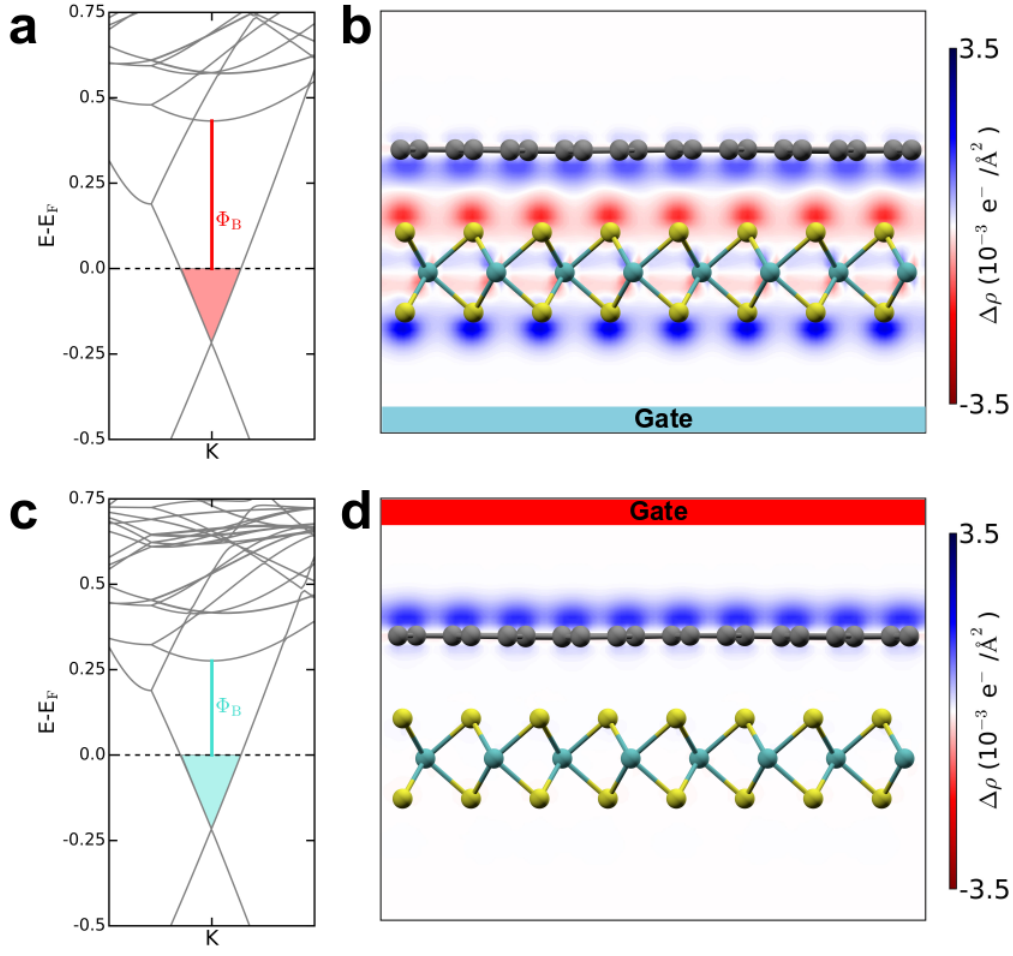 a
0.75
0.5
0.25
0.0
-0.25
-0.5
E-E_F
Φ_B
K
b
Gate
3.5
-3.5
Δρ (10⁻³ e⁻ /Å²)
c
0.75
0.5
0.25
0.0
-0.25
-0.5
E-E_F
Φ_B
K
d
Gate
3.5
-3.5
Δρ (10⁻³ e⁻ /Å²)